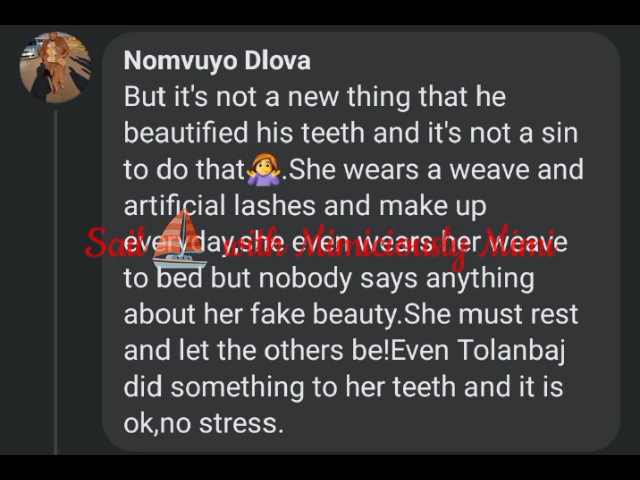 Nomvuyo Dlova
But it's not a new thing that he
beautified his teeth and it's not a sin
to do that🤷‍♀️.She wears a weave and
artificial lashes and make up
everyday,she even wears her weave
Sail ⛵ with Mimiciously Mimi
to bed but nobody says anything
about her fake beauty.She must rest
and let the others be!Even Tolanbaj
did something to her teeth and it is
ok,no stress.